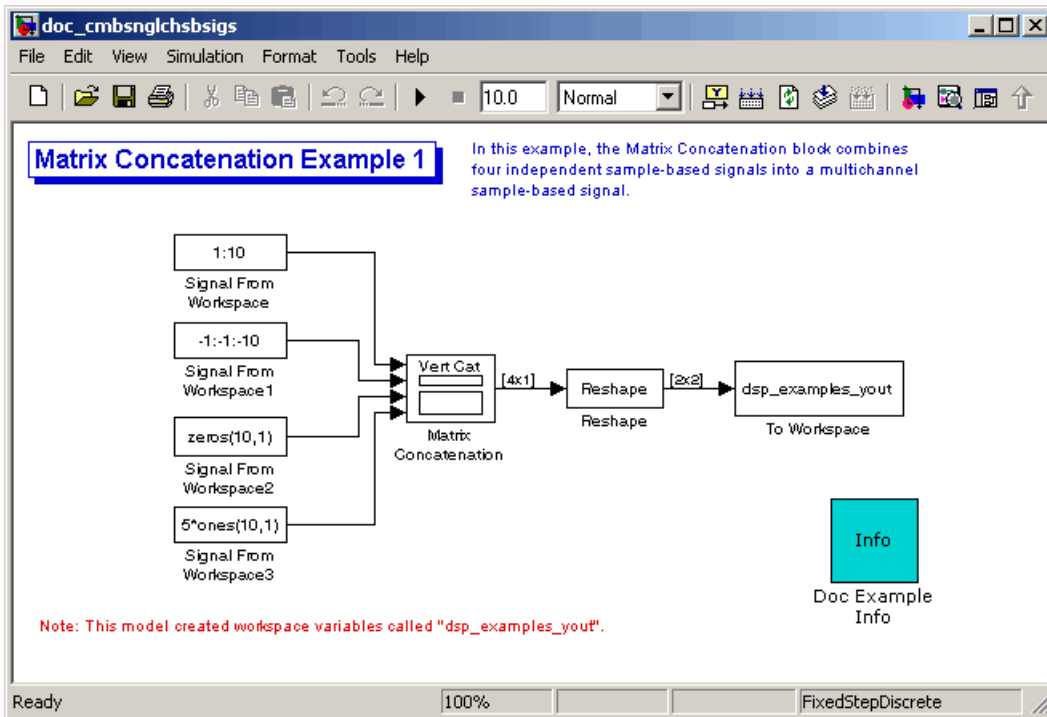 doc_cmbsnglchsbsigs
File Edit View Simulation Format Tools Help
10.0 Normal
Matrix Concatenation Example 1
In this example, the Matrix Concatenation block combines
four independent sample-based signals into a multichannel
sample-based signal.
1:10
Signal From
Workspace
-1:-1:-10
Signal From
Workspace1
zeros(10,1)
Signal From
Workspace2
5*ones(10,1)
Signal From
Workspace3
Vert Cat
Matrix
Concatenation
[4x1]
Reshape
Reshape
[2x2]
dsp_examples_yout
To Workspace
Info
Doc Example
Info
Note: This model created workspace variables called "dsp_examples_yout".
Ready 100% FixedStepDiscrete